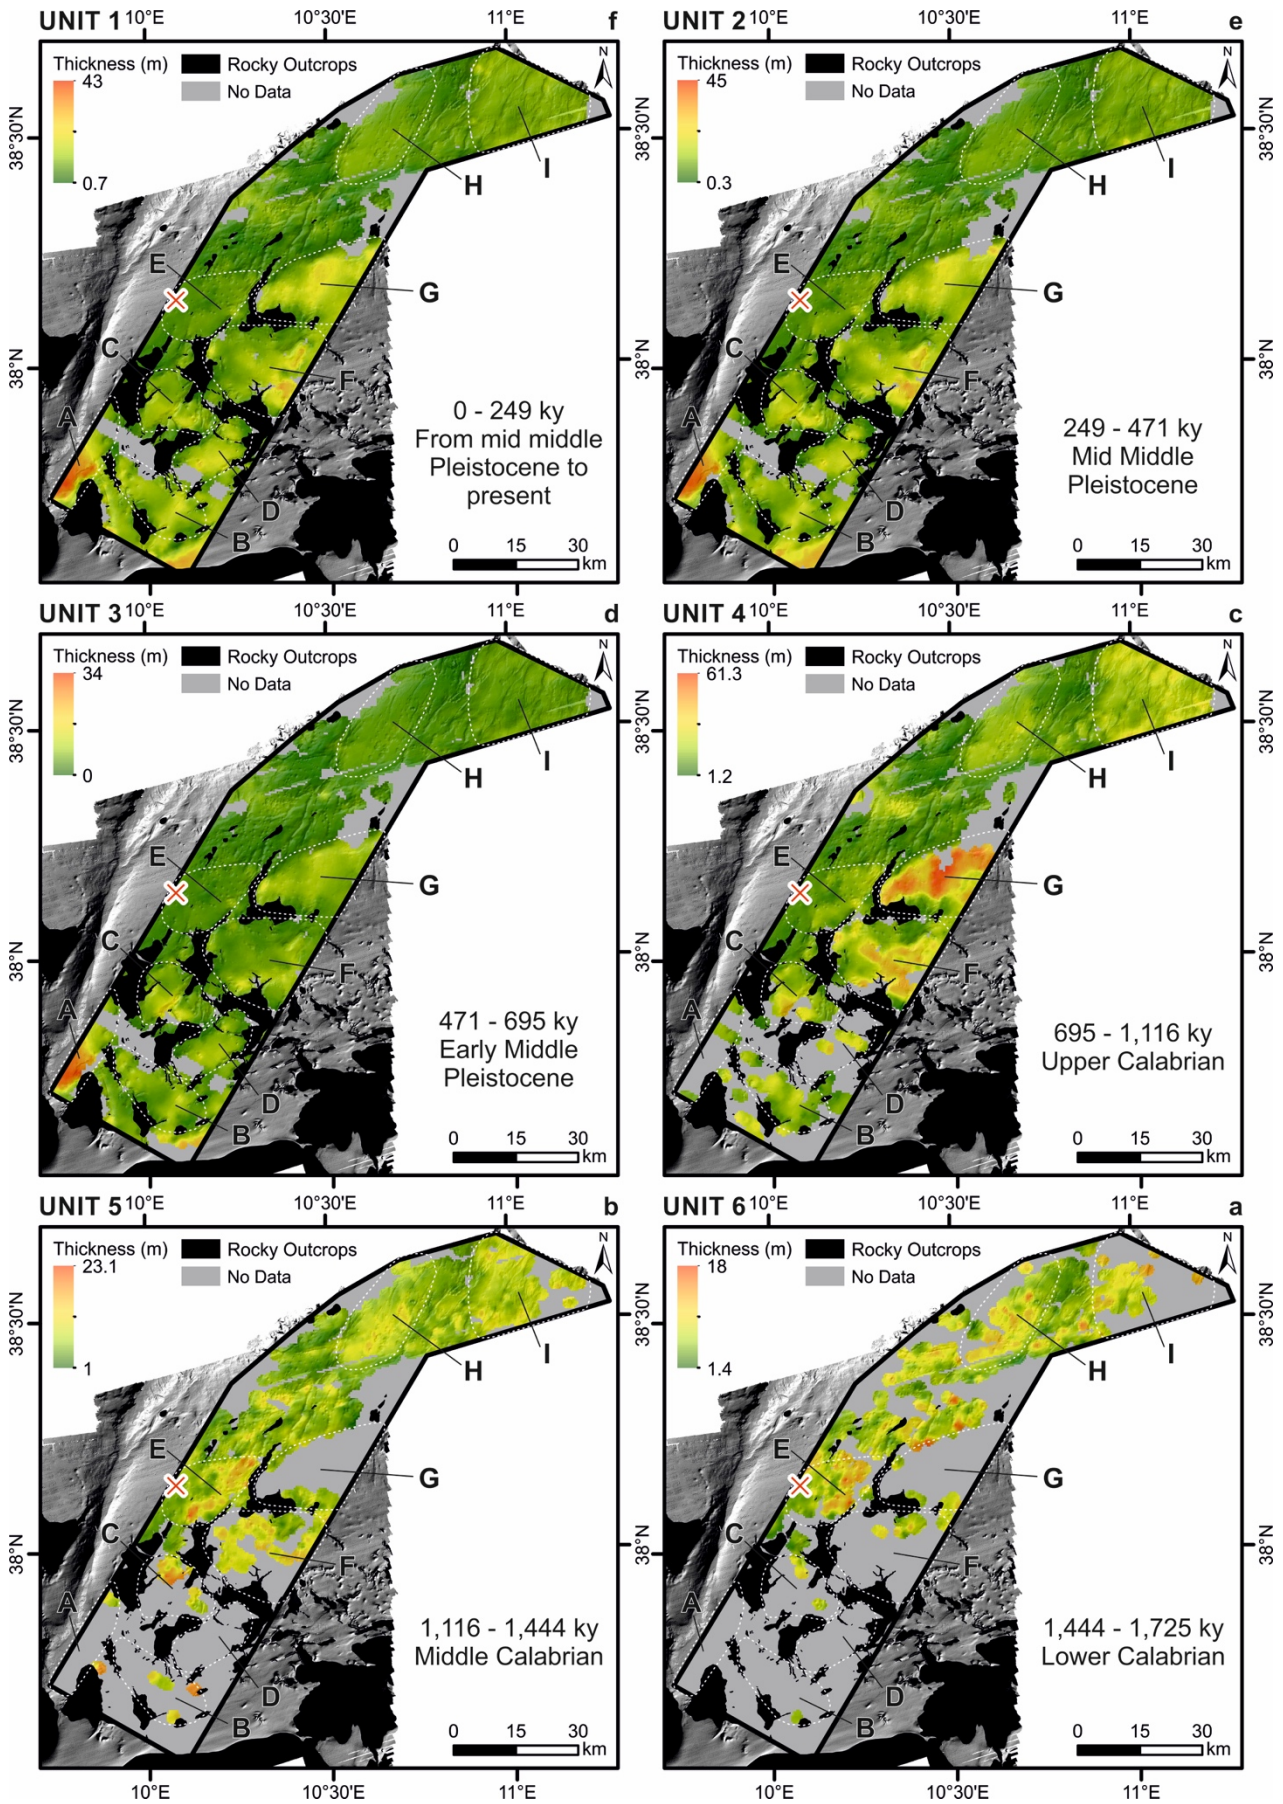 UNIT 1
10°E
10°30'E
11°E
f
Thickness (m)
43
0.7
Rocky Outcrops
No Data
N
38°30'N
38°N
I
H
E
G
C
F
A
D
B
0 - 249 ky
From mid middle
Pleistocene to
present
0 15 30
km
UNIT 2
10°E
10°30'E
11°E
e
Thickness (m)
45
0.3
Rocky Outcrops
No Data
N
38°30'N
38°N
I
H
E
G
C
F
A
D
B
249 - 471 ky
Mid Middle
Pleistocene
0 15 30
km
UNIT 3
10°E
10°30'E
11°E
d
Thickness (m)
34
0
Rocky Outcrops
No Data
N
38°30'N
38°N
I
H
E
G
C
F
A
D
B
471 - 695 ky
Early Middle
Pleistocene
0 15 30
km
UNIT 4
10°E
10°30'E
11°E
c
Thickness (m)
61.3
1.2
Rocky Outcrops
No Data
N
38°30'N
38°N
I
H
E
G
C
F
A
D
B
695 - 1,116 ky
Upper Calabrian
0 15 30
km
UNIT 5
10°E
10°30'E
11°E
b
Thickness (m)
23.1
1
Rocky Outcrops
No Data
N
38°30'N
38°N
I
H
E
G
C
F
A
D
B
1,116 - 1,444 ky
Middle Calabrian
0 15 30
km
10°E
10°30'E
11°E
UNIT 6
10°E
10°30'E
11°E
a
Thickness (m)
18
1.4
Rocky Outcrops
No Data
N
38°30'N
38°N
I
H
E
G
C
F
A
D
B
1,444 - 1,725 ky
Lower Calabrian
0 15 30
km
10°E
10°30'E
11°E